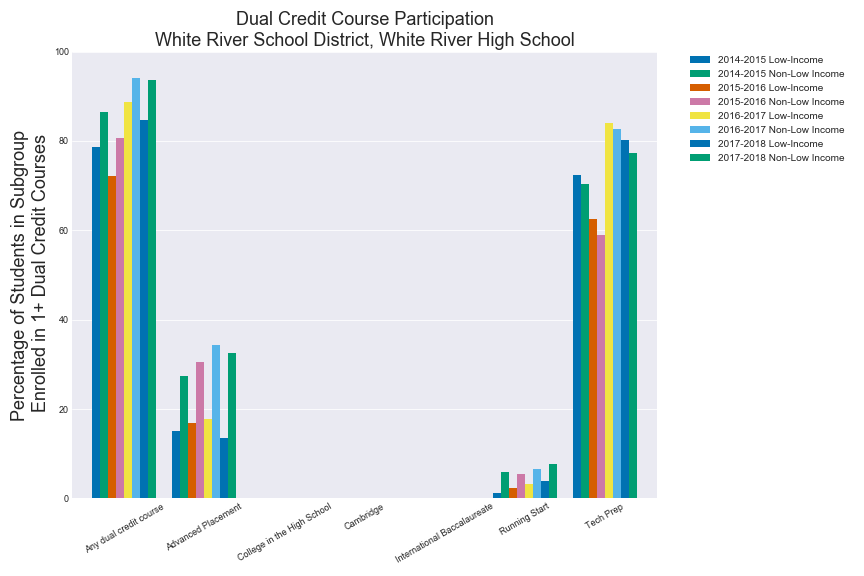 Dual Credit Course Participation
White River School District, White River High School
Percentage of Students in Subgroup
Enrolled in 1+ Dual Credit Courses
100
80
60
40
20
0
Any dual credit course
Advanced Placement
College in the High School
Cambridge
International Baccalaureate
Running Start
Tech Prep
2014-2015 Low-Income
2014-2015 Non-Low Income
2015-2016 Low-Income
2015-2016 Non-Low Income
2016-2017 Low-Income
2016-2017 Non-Low Income
2017-2018 Low-Income
2017-2018 Non-Low Income